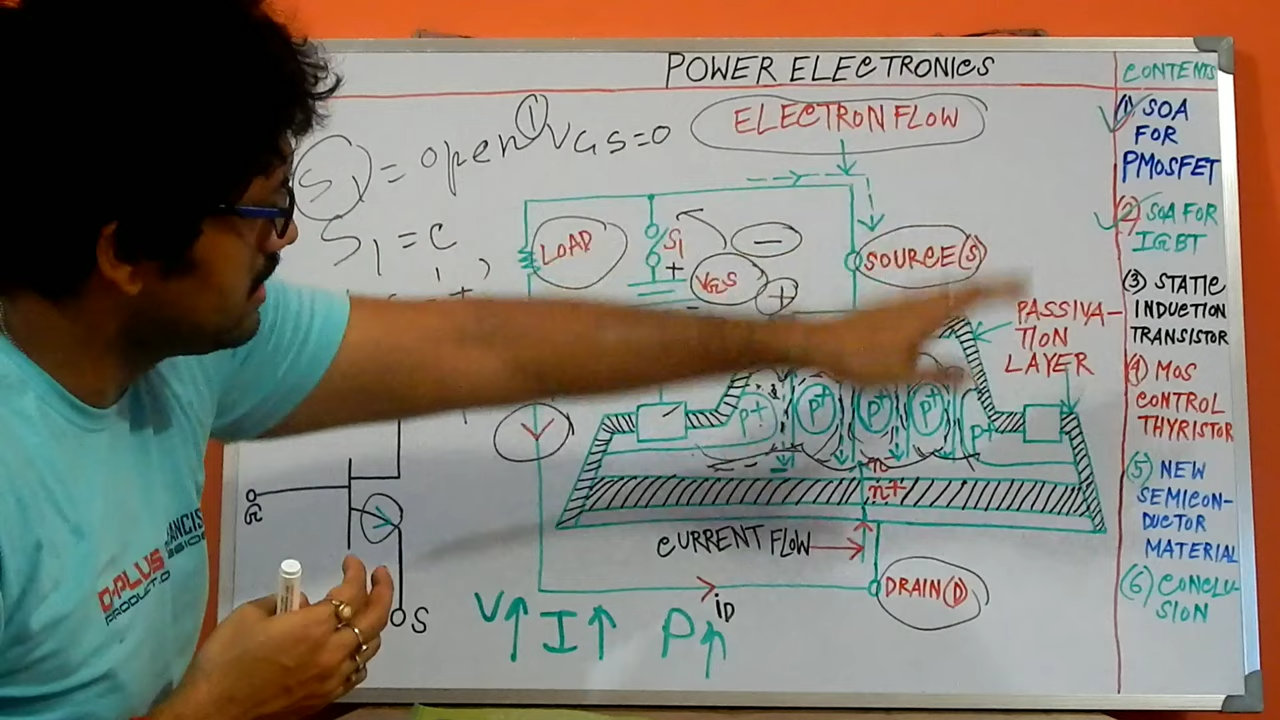 POWER ELECTRONICS
ELECTRON FLOW
S1 = open
1
VGS=0
S1 = C
LOAD
S1
+
VGS
-
+
-
SOURCE(S)
PASSIVA-
TION
LAYER
P+
P+
P+
P+
P+
n
n+
CURRENT FLOW
DRAIN(D)
iD
G
S
V↑ I↑ P↑
CONTENTS
(1) SOA
FOR
PMOSFET
(2) SOA FOR
IGBT
(3) STATIC
INDUCTION
TRANSISTOR
(4) MOS
CONTROL
THYRISTOR
(5) NEW
SEMICON-
DUCTOR
MATERIAL
(6) CONCLU-
SION
D-PLUS